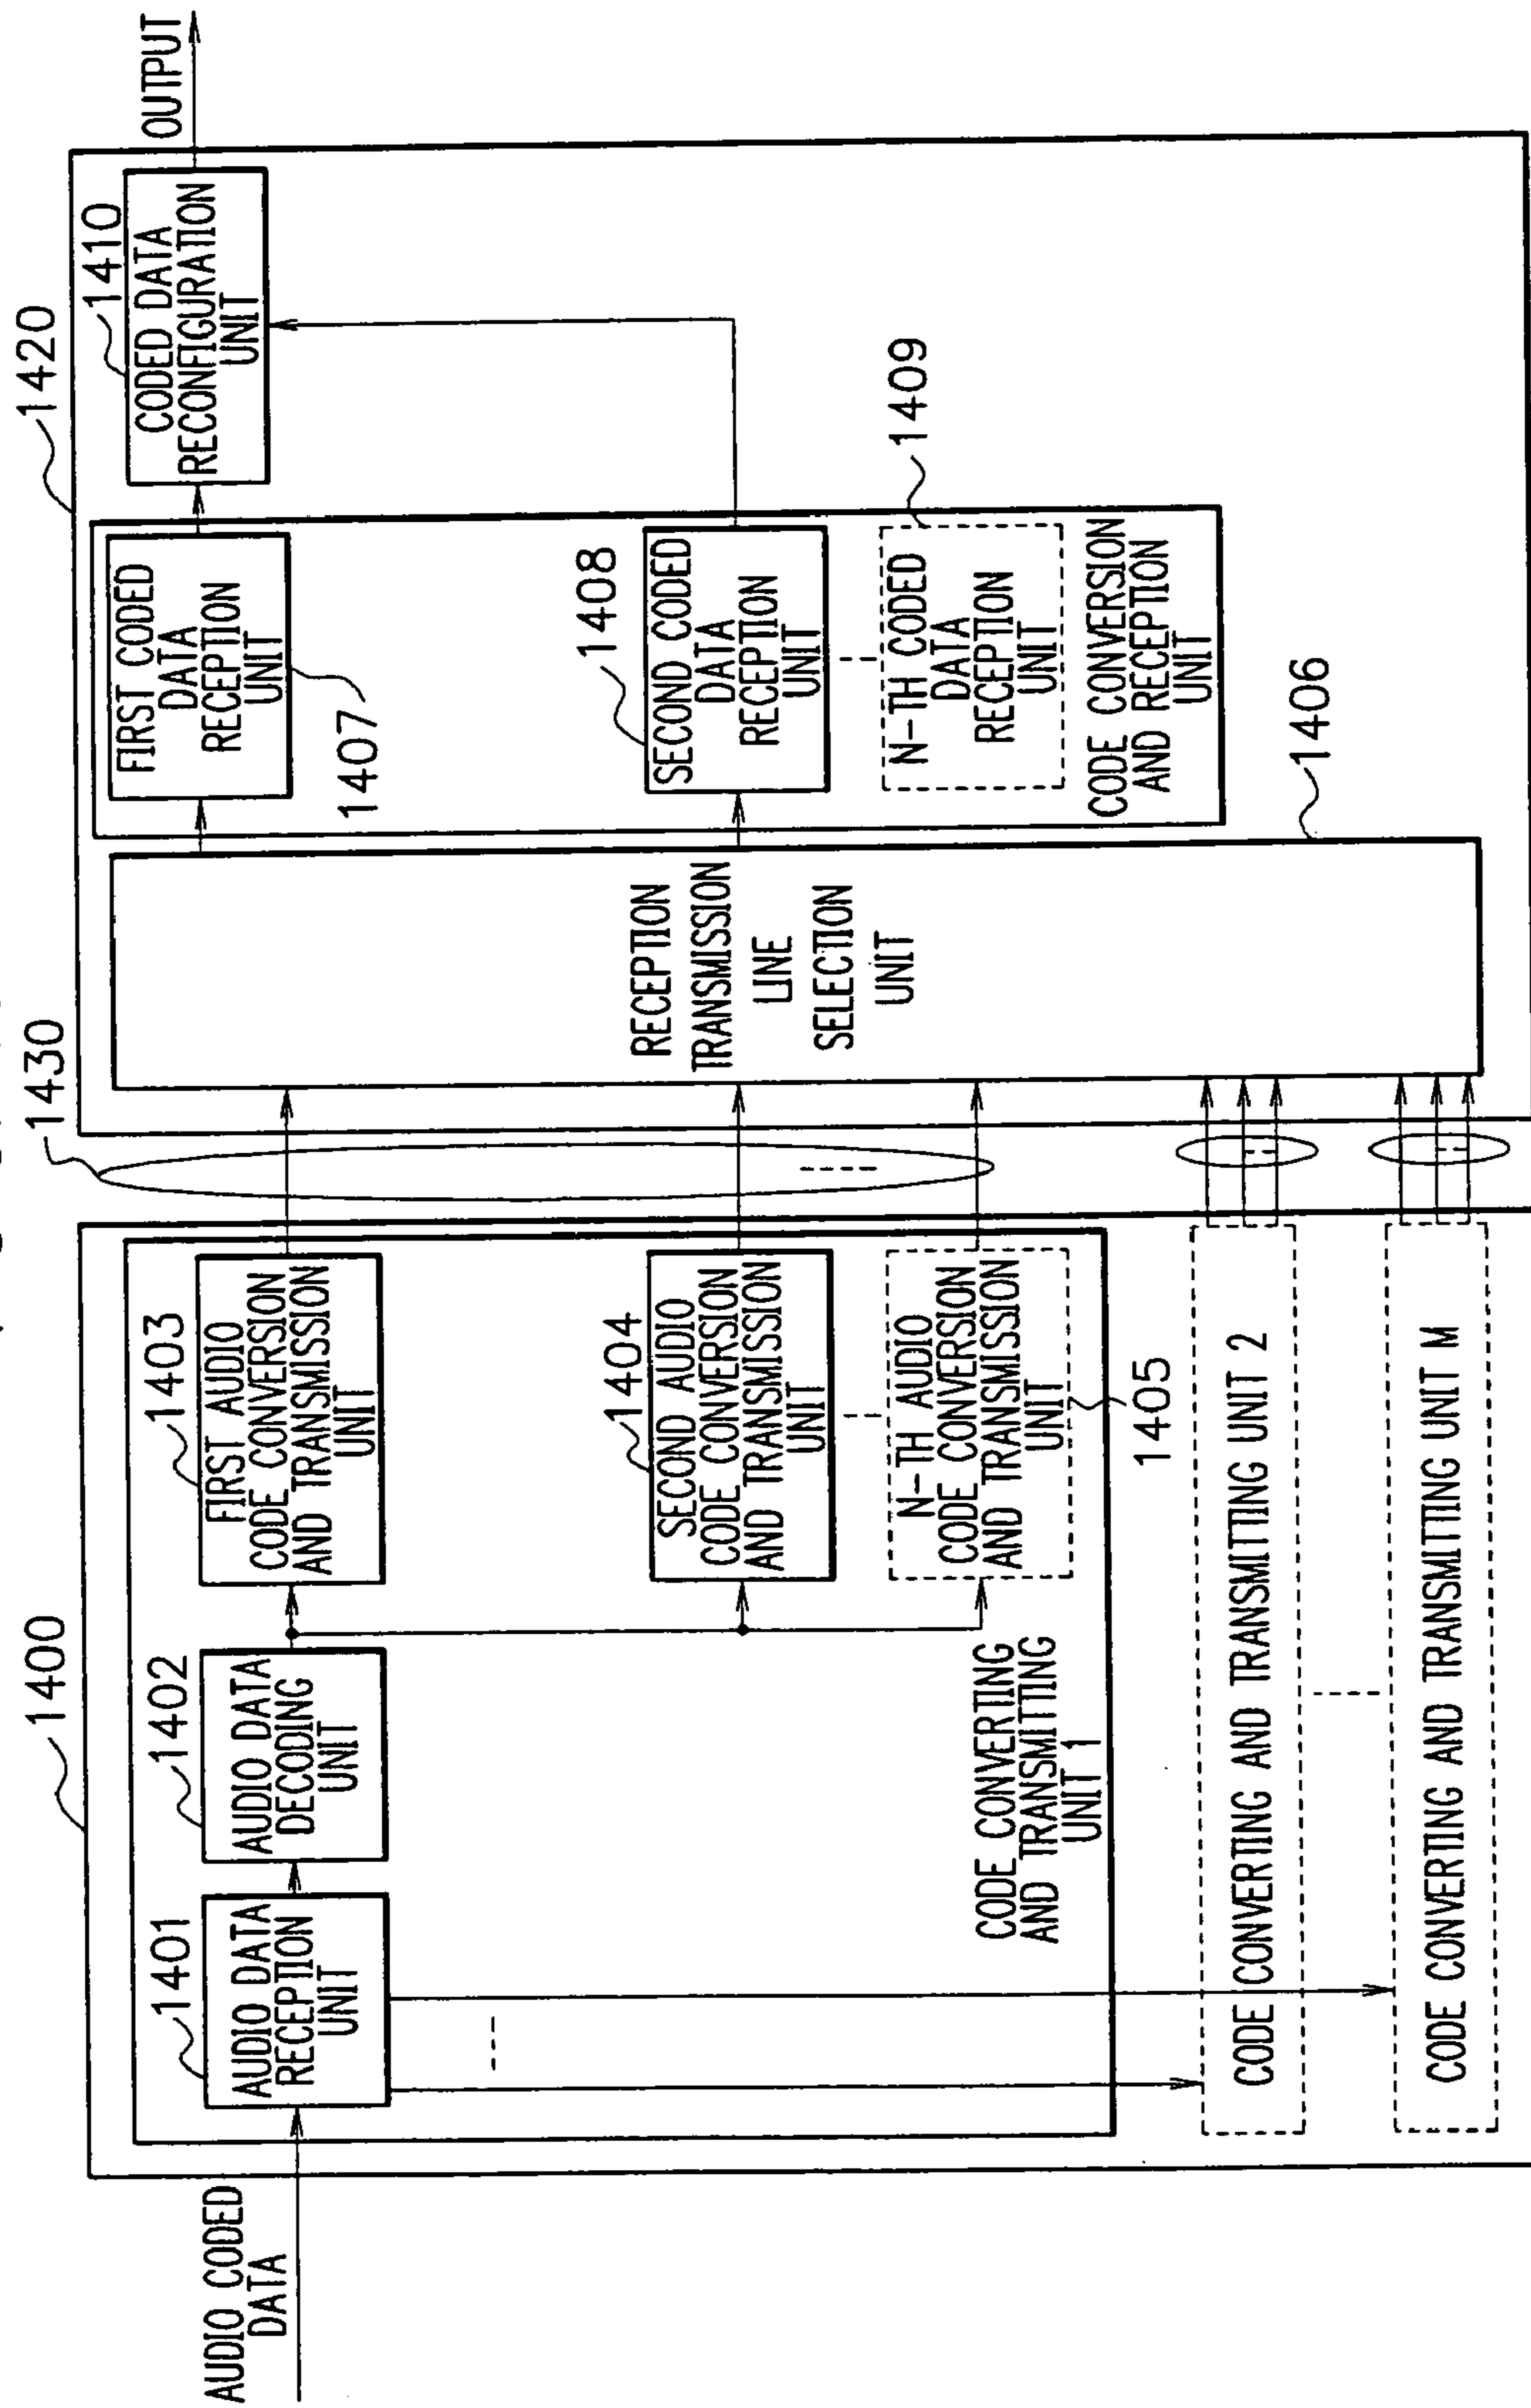 1400
1430
1420
AUDIO CODED
DATA
1401
AUDIO DATA
RECEPTION
UNIT
1402
AUDIO DATA
DECODING
UNIT
1403
FIRST AUDIO
CODE CONVERSION
AND TRANSMISSION
UNIT
1404
SECOND AUDIO
CODE CONVERSION
AND TRANSMISSION
UNIT
N-TH AUDIO
CODE CONVERSION
AND TRANSMISSION
UNIT
1405
CODE CONVERTING
AND TRANSMITTING
UNIT 1
CODE CONVERTING AND TRANSMITTING UNIT 2
CODE CONVERTING AND TRANSMITTING UNIT M
RECEPTION
TRANSMISSION
LINE
SELECTION
UNIT
1406
FIRST CODED
DATA
RECEPTION
UNIT
1407
1408
SECOND CODED
DATA
RECEPTION
UNIT
1409
N-TH CODED
DATA
RECEPTION
UNIT
CODE CONVERSION
AND RECEPTION
UNIT
1410
CODED DATA
RECONFIGURATION
UNIT
OUTPUT